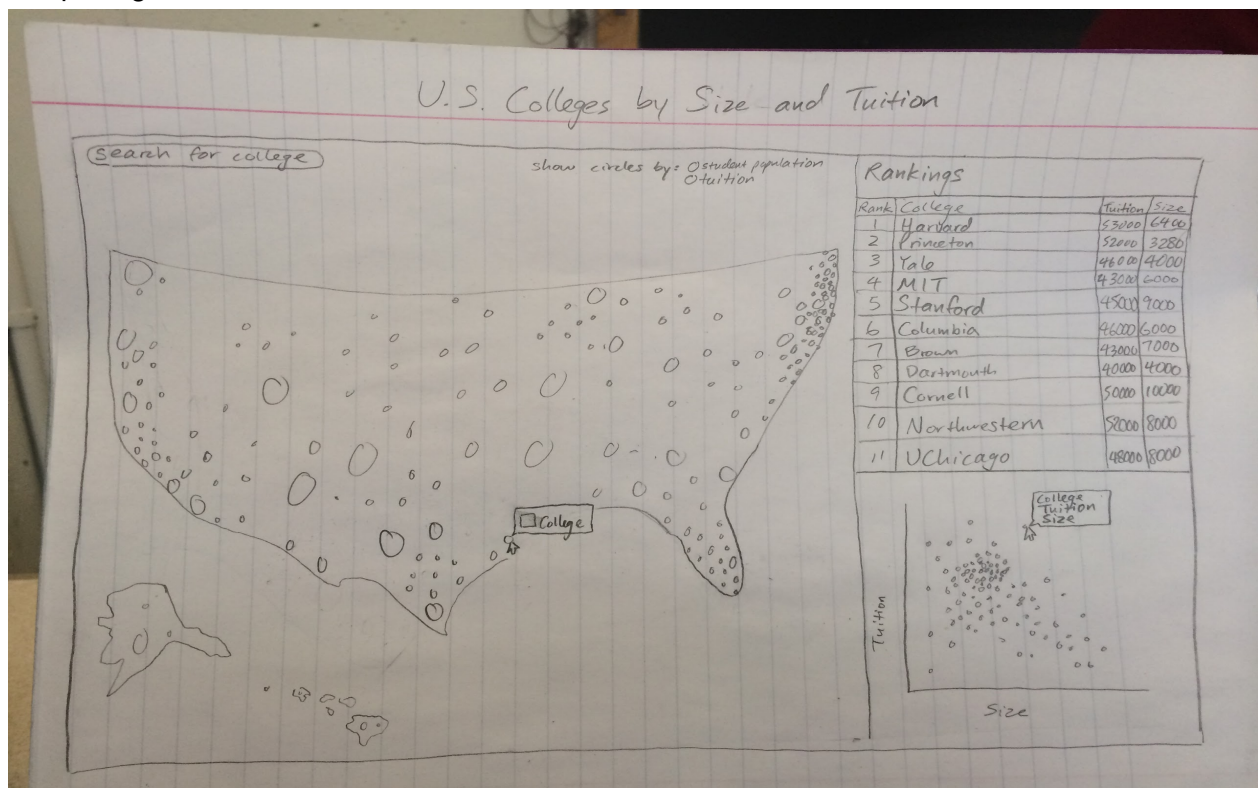 U.S. Colleges by Size and Tuition
Search for college
show circles by: student population
tuition
College
Rankings
Rank College Tuition Size
1 Harvard 53000 6400
2 Princeton 52000 3280
3 Yale 46000 4000
4 MIT 43000 6000
5 Stanford 45000 9000
6 Columbia 46000 6000
7 Brown 43000 7000
8 Dartmouth 40000 4000
9 Cornell 50000 10000
10 Northwestern 52000 8000
11 UChicago 48000 8000
College
Tuition
Size
Tuition
Size